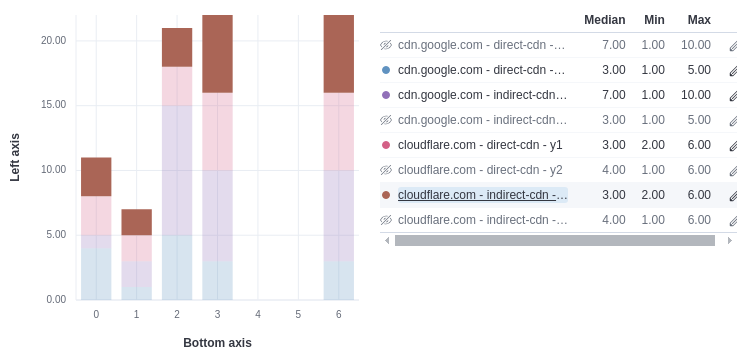 Median Min Max
20.00
15.00
10.00
5.00
0.00
Left axis
0 1 2 3 4 5 6
Bottom axis
cdn.google.com - direct-cdn -… 7.00 1.00 10.00
cdn.google.com - direct-cdn -… 3.00 1.00 5.00
cdn.google.com - indirect-cdn… 7.00 1.00 10.00
cdn.google.com - indirect-cdn… 3.00 1.00 5.00
cloudflare.com - direct-cdn - y1 3.00 2.00 6.00
cloudflare.com - direct-cdn - y2 4.00 1.00 6.00
cloudflare.com - indirect-cdn -… 3.00 2.00 6.00
cloudflare.com - indirect-cdn -… 4.00 1.00 6.00